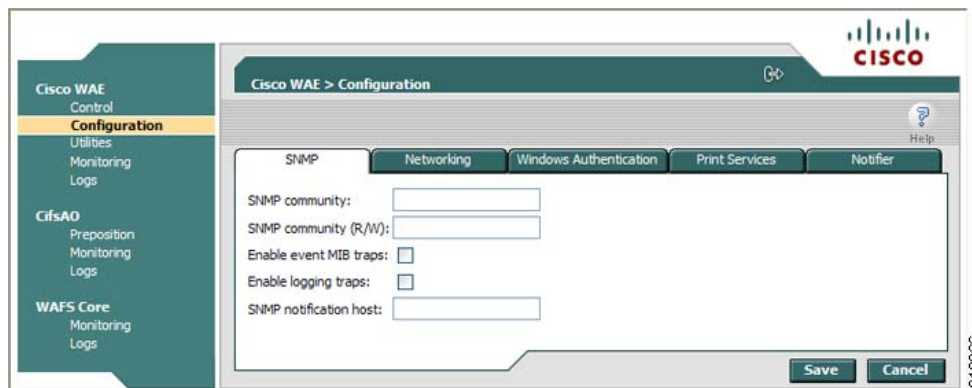 CISCO
Cisco WAE
Control
Configuration
Utilities
Monitoring
Logs
CifsAO
Preposition
Monitoring
Logs
WAFS Core
Monitoring
Logs
Cisco WAE > Configuration
Help
SNMP
Networking
Windows Authentication
Print Services
Notifier
SNMP community:
SNMP community (R/W):
Enable event MIB traps:
Enable logging traps:
SNMP notification host:
Save
Cancel